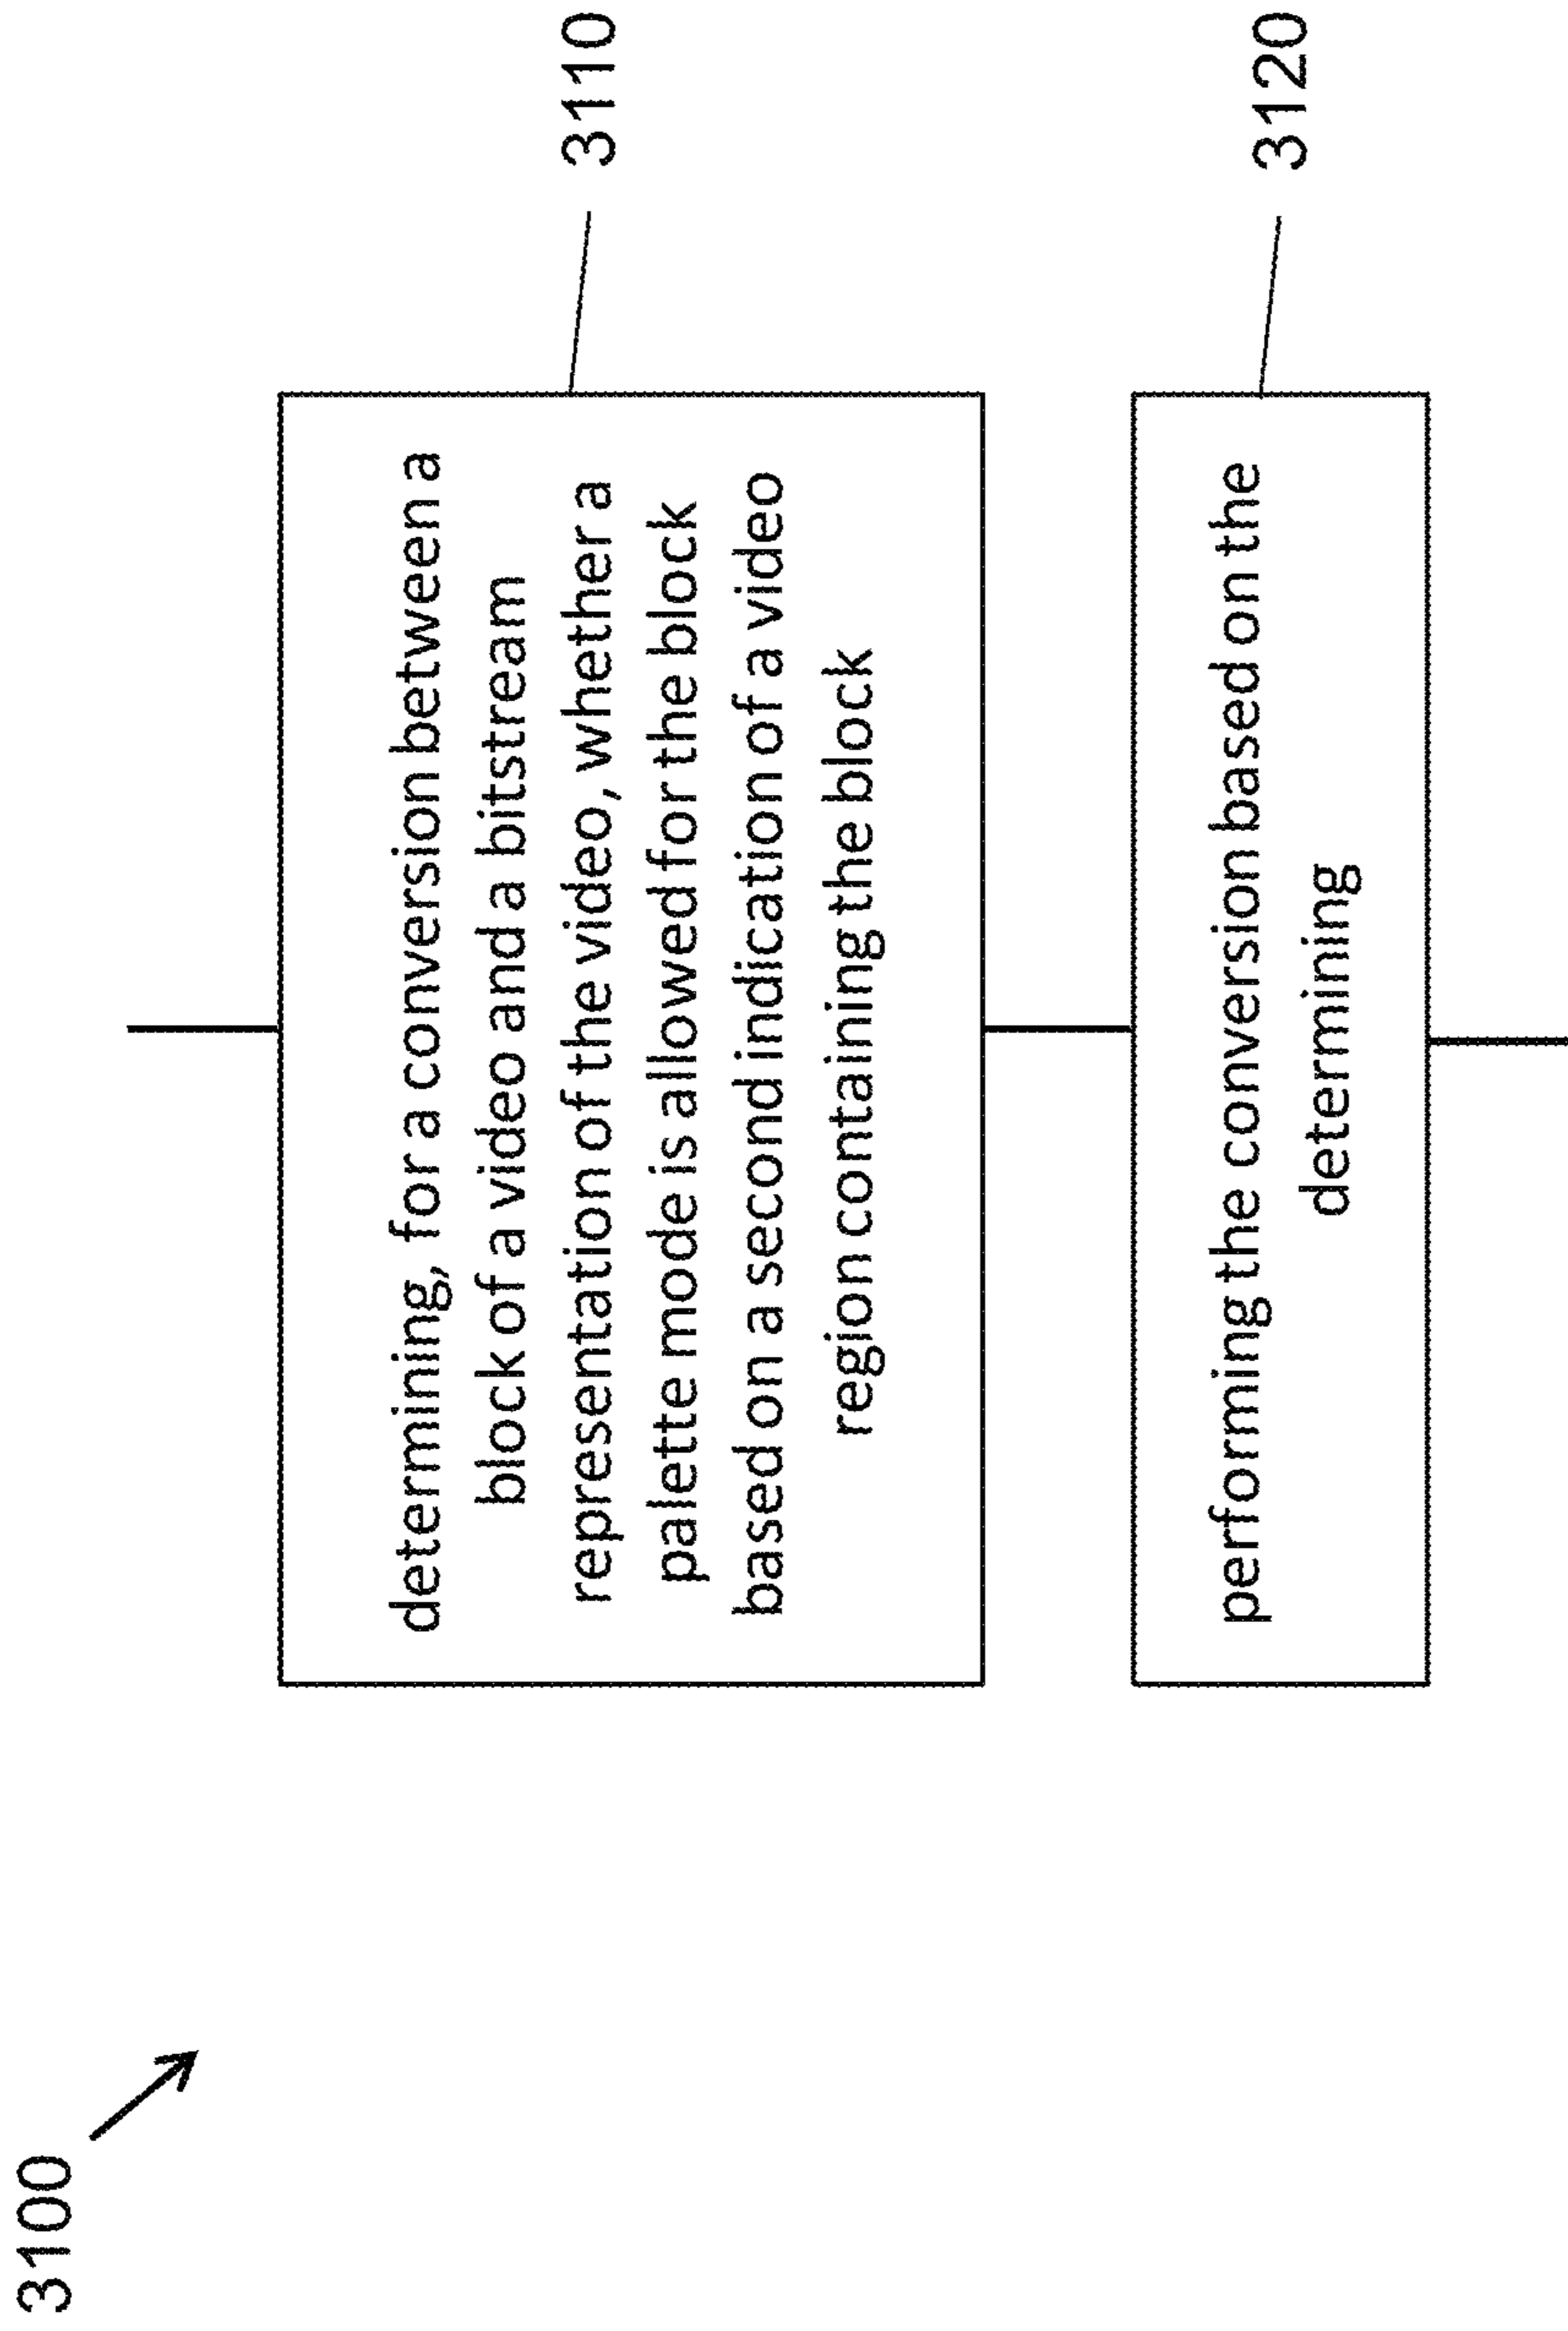 3100
determining, for a conversion between a
block of a video and a bitstream
representation of the video, whether a
palette mode is allowed for the block
based on a second indication of a video
region containing the block
3110
performing the conversion based on the
determining
3120